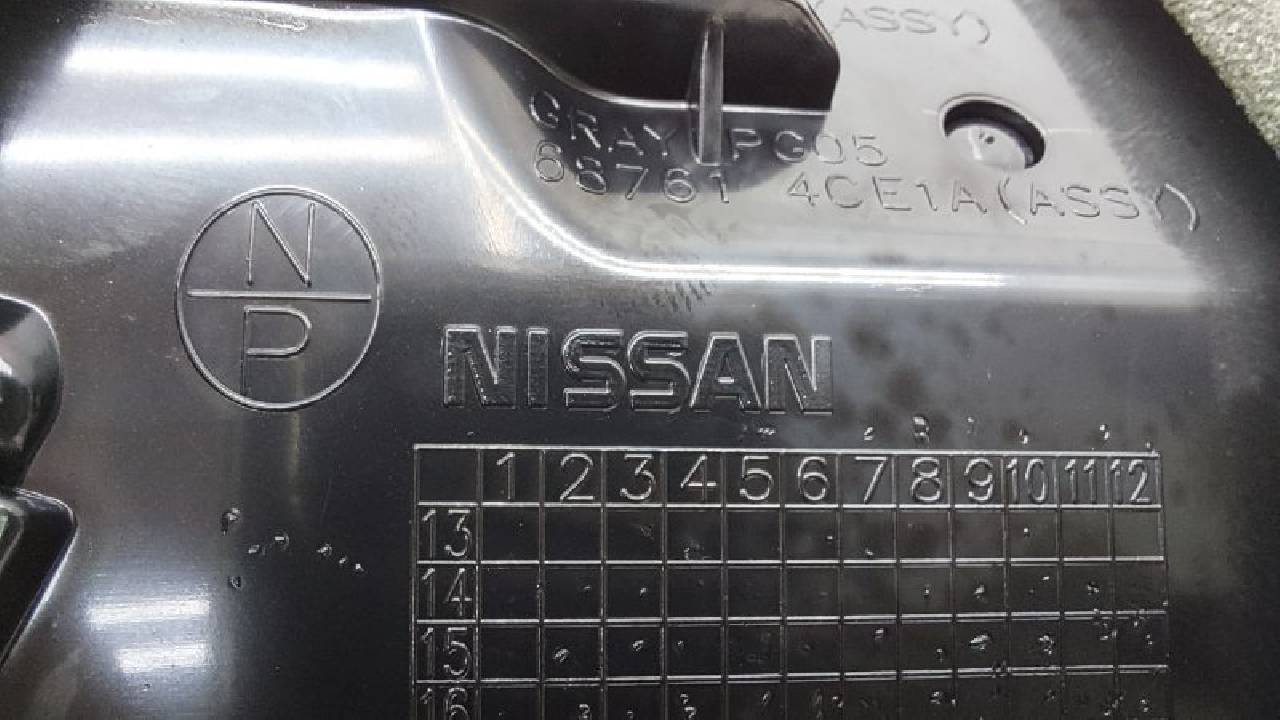 (ASSY)
GRAY PG05
68761 4CE1A(ASSY)
N
P
NISSAN
1 2 3 4 5 6 7 8 9 10 11 12
13
14
15
16